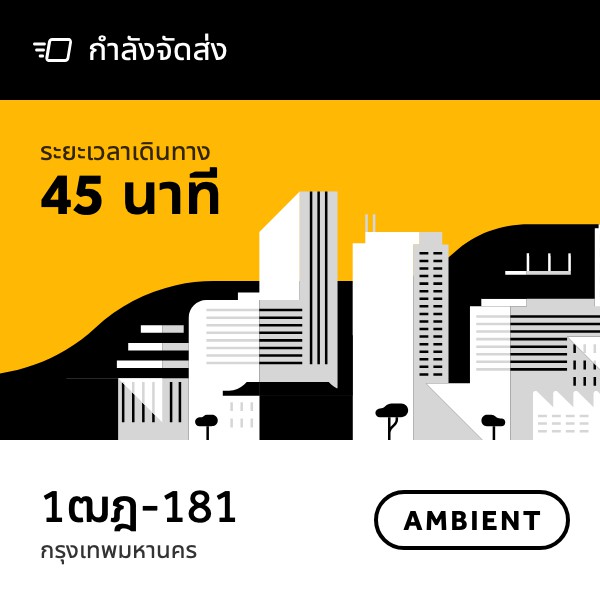 กำลังจัดส่ง
ระยะเวลาเดินทาง
45 นาที
1ฒฎ-181
กรุงเทพมหานคร
AMBIENT